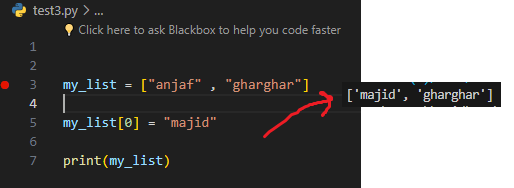 test3.py > ...
Click here to ask Blackbox to help you code faster
1
2
3 my_list = ["anjaf" , "gharghar"]
['majid', 'gharghar']
4
5 my_list[0] = "majid"
6
7 print(my_list)